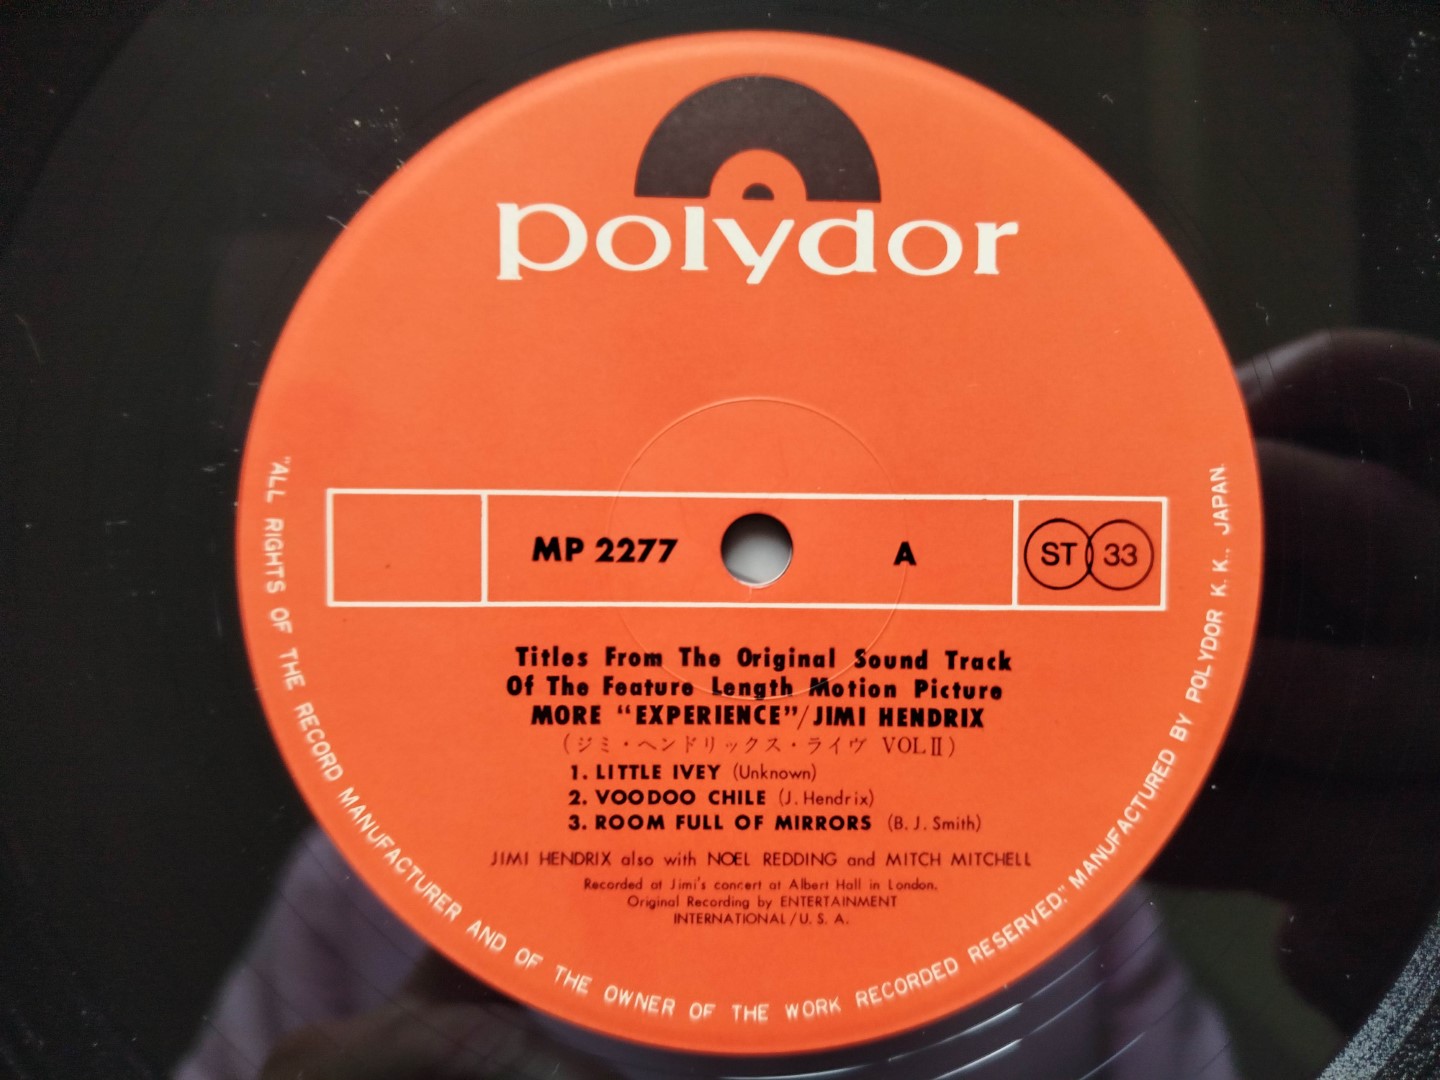 polydor
MP 2277
A
ST 33
Titles From The Original Sound Track
Of The Feature Length Motion Picture
MORE "EXPERIENCE"/JIMI HENDRIX
(ジミ・ヘンドリックス・ライヴ VOL II)
1. LITTLE IVEY (Unknown)
2. VOODOO CHILE (J. Hendrix)
3. ROOM FULL OF MIRRORS (B. J. Smith)
JIMI HENDRIX also with NOEL REDDING and MITCH MITCHELL
Recorded at Jimi's concert at Albert Hall in London.
Original Recording by ENTERTAINMENT
INTERNATIONAL/U. S. A.
"ALL RIGHTS OF THE RECORD MANUFACTURER AND OF THE OWNER OF THE WORK RECORDED RESERVED." MANUFACTURED BY POLYDOR K. K., JAPAN.